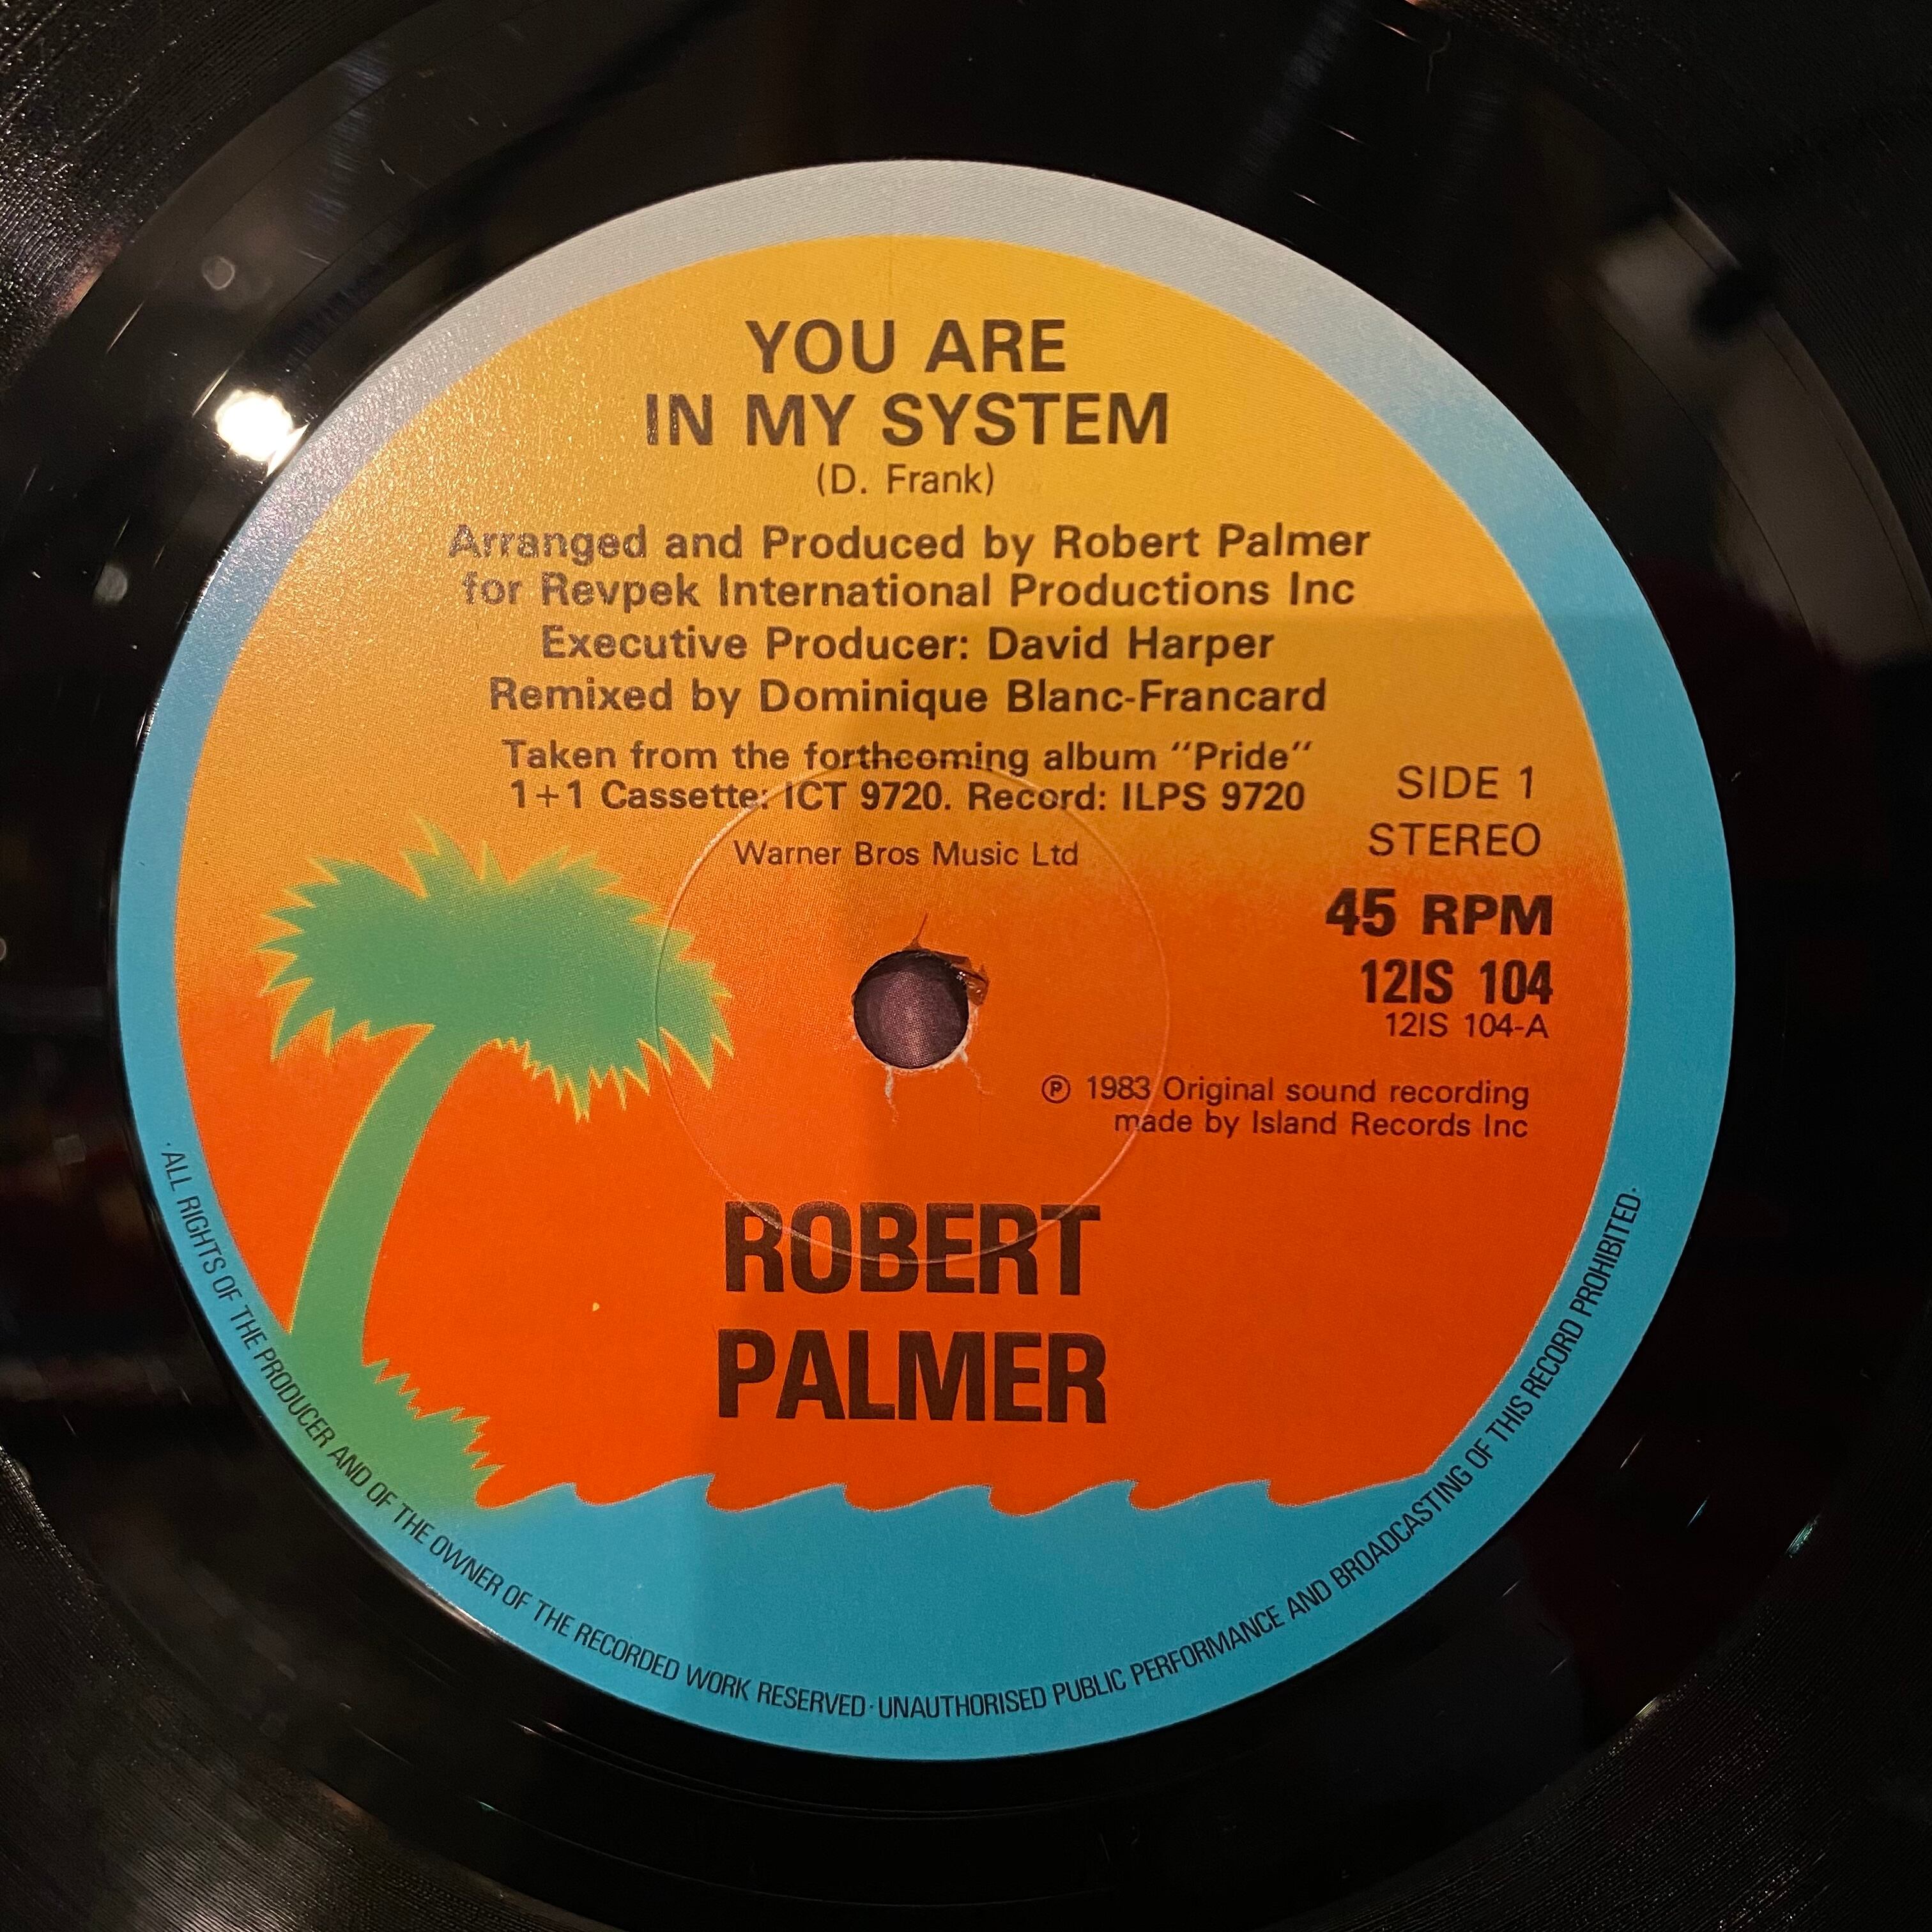 YOU ARE
IN MY SYSTEM
(D. Frank)
Arranged and Produced by Robert Palmer
for Revpek International Productions Inc
Executive Producer: David Harper
Remixed by Dominique Blanc-Francard
Taken from the forthcoming album “Pride”
1+1 Cassette: ICT 9720. Record: ILPS 9720
Warner Bros Music Ltd
SIDE 1
STEREO
45 RPM
12IS 104
12IS 104-A
℗ 1983 Original sound recording
made by Island Records Inc
ROBERT
PALMER
·ALL RIGHTS OF THE PRODUCER AND OF THE OWNER OF THE RECORDED WORK RESERVED·UNAUTHORISED PUBLIC PERFORMANCE AND BROADCASTING OF THIS RECORD PROHIBITED·